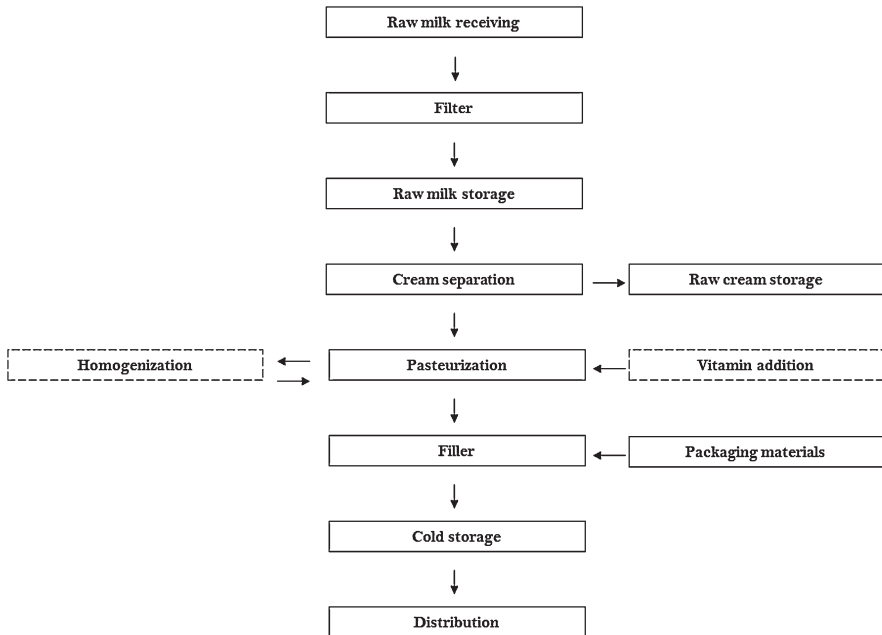 Raw milk receiving
Filter
Raw milk storage
Cream separation
Raw cream storage
Homogenization
Pasteurization
Vitamin addition
Filler
Packaging materials
Cold storage
Distribution